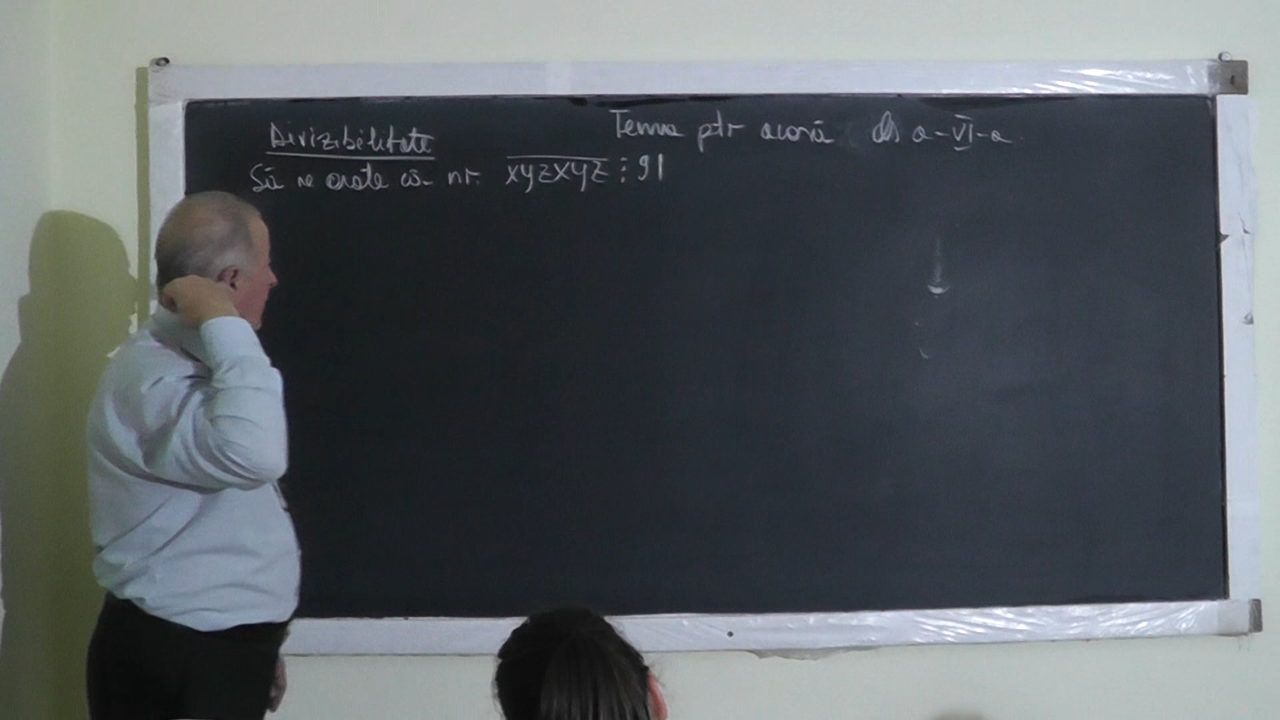 Divizibilitate
Temă ptr acasă cls a-VI-a
Să se arate că nr. xyzxyz ⋮ 91